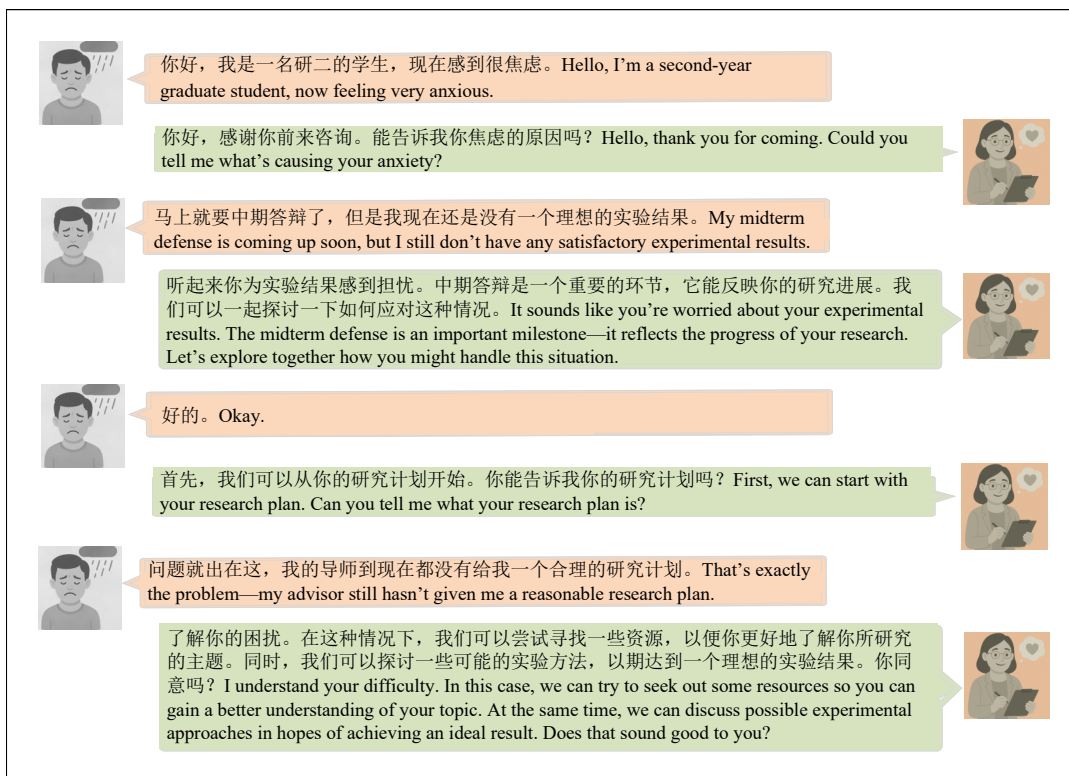 你好，我是一名研二的学生，现在感到很焦虑。Hello, I’m a second-year
graduate student, now feeling very anxious.
你好，感谢你前来咨询。能告诉我你焦虑的原因吗？Hello, thank you for coming. Could you
tell me what’s causing your anxiety?
马上就要中期答辩了，但是我现在还是没有一个理想的实验结果。My midterm
defense is coming up soon, but I still don’t have any satisfactory experimental results.
听起来你为实验结果感到担忧。中期答辩是一个重要的环节，它能反映你的研究进展。我
们可以一起探讨一下如何应对这种情况。It sounds like you’re worried about your experimental
results. The midterm defense is an important milestone—it reflects the progress of your research.
Let’s explore together how you might handle this situation.
好的。Okay.
首先，我们可以从你的研究计划开始。你能告诉我你的研究计划吗？First, we can start with
your research plan. Can you tell me what your research plan is?
问题就出在这，我的导师到现在都没有给我一个合理的研究计划。That’s exactly
the problem—my advisor still hasn’t given me a reasonable research plan.
了解你的困扰。在这种情况下，我们可以尝试寻找一些资源，以便你更好地了解你所研究
的主题。同时，我们可以探讨一些可能的实验方法，以期达到一个理想的实验结果。你同
意吗？I understand your difficulty. In this case, we can try to seek out some resources so you can
gain a better understanding of your topic. At the same time, we can discuss possible experimental
approaches in hopes of achieving an ideal result. Does that sound good to you?